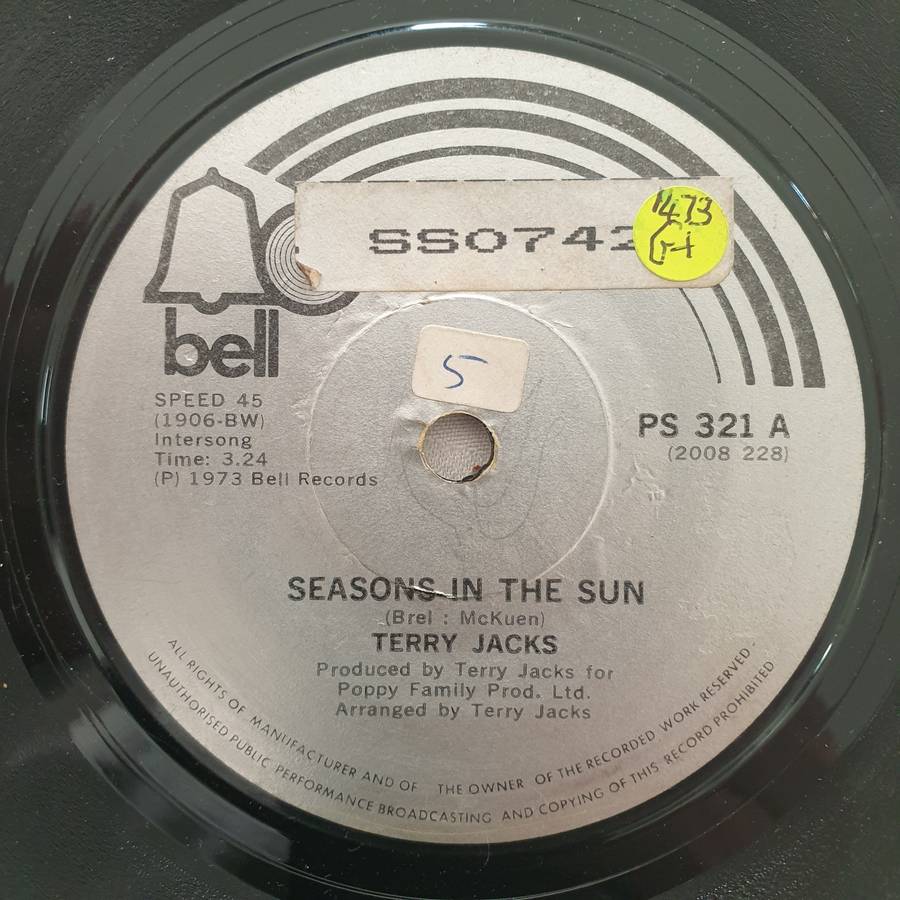 SS0742
1473
G+
5
bell
SPEED 45
(1906-BW)
Intersong
Time: 3.24
(P) 1973 Bell Records
PS 321 A
(2008 228)
SEASONS IN THE SUN
(Brel : McKuen)
TERRY JACKS
Produced by Terry Jacks for
Poppy Family Prod. Ltd.
Arranged by Terry Jacks
ALL RIGHTS OF MANUFACTURER AND OF THE OWNER OF THE RECORDED WORK RESERVED.
UNAUTHORISED PUBLIC PERFORMANCE BROADCASTING AND COPYING OF THIS RECORD PROHIBITED